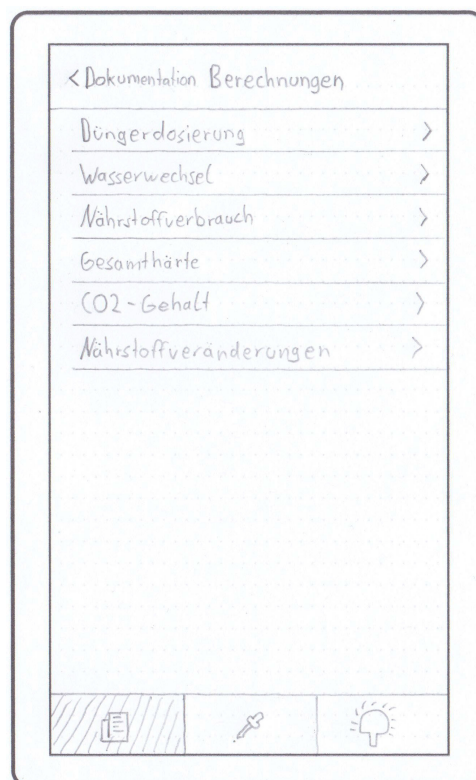 < Dokumentation Berechnungen
Düngerdosierung >
Wasserwechsel >
Nährstoffverbrauch >
Gesamthärte >
CO2-Gehalt >
Nährstoffveränderungen >